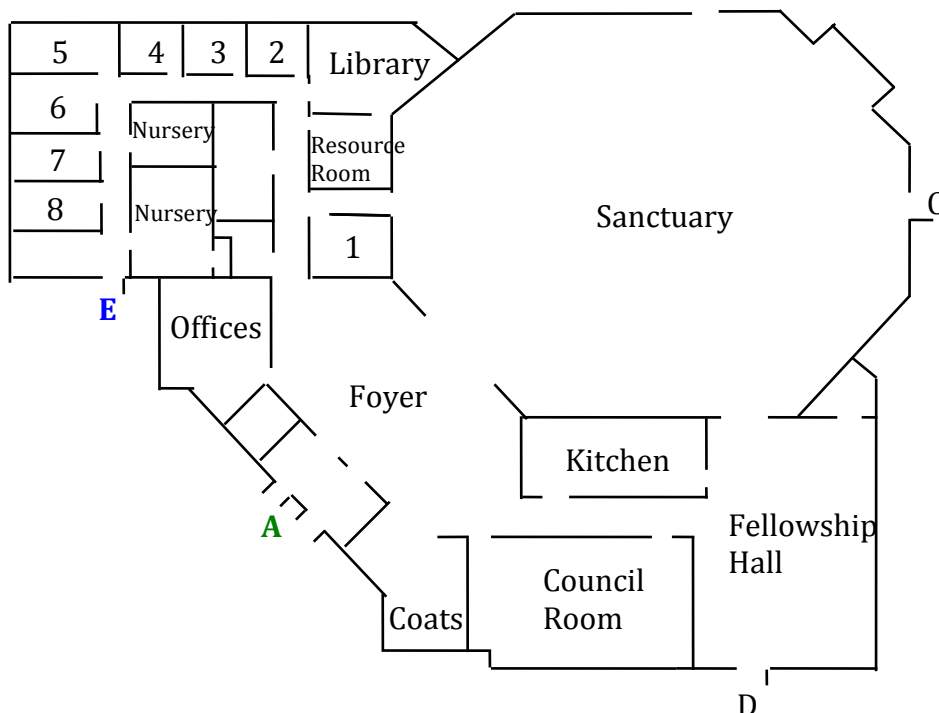 5
4
3
2
Library
6
Nursery
Resource
Room
7
8
Nursery
1
Sanctuary
E
Offices
Foyer
Kitchen
A
Fellowship
Hall
Council
Room
Coats
D